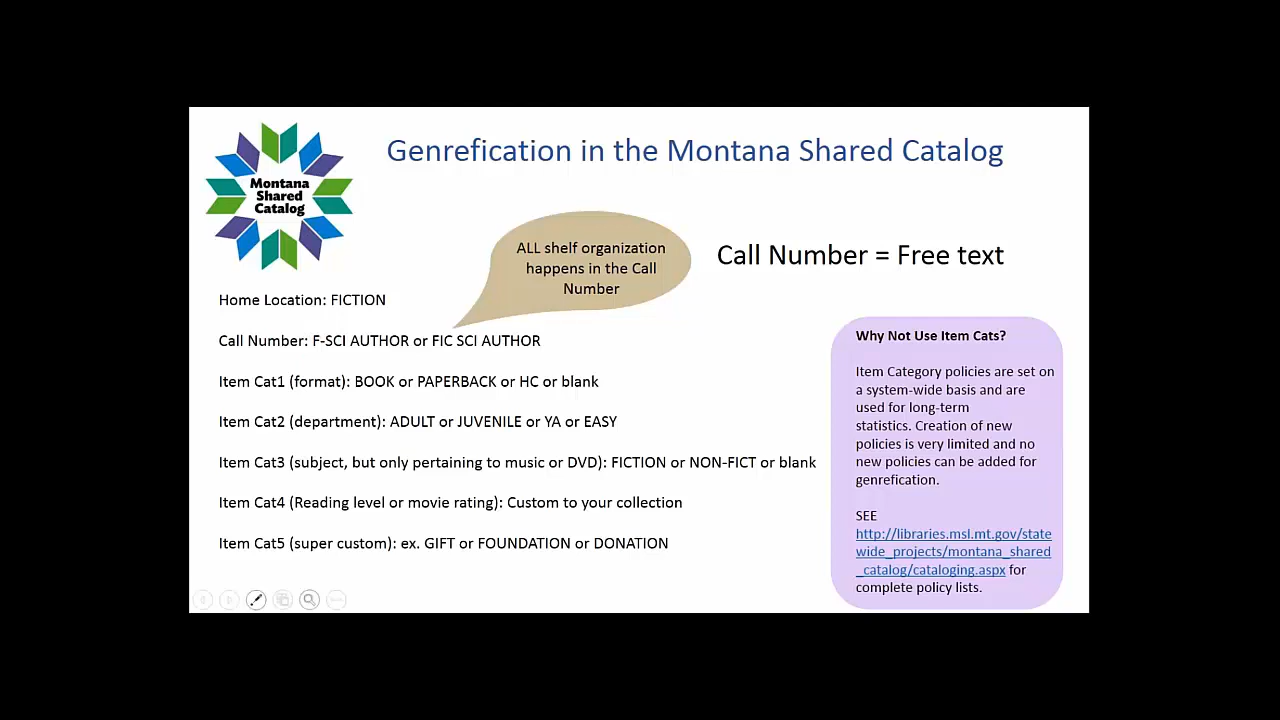 Montana
Shared
Catalog
Genrefication in the Montana Shared Catalog
ALL shelf organization
happens in the Call
Number
Call Number = Free text
Home Location: FICTION
Call Number: F-SCI AUTHOR or FIC SCI AUTHOR
Item Cat1 (format): BOOK or PAPERBACK or HC or blank
Item Cat2 (department): ADULT or JUVENILE or YA or EASY
Item Cat3 (subject, but only pertaining to music or DVD): FICTION or NON-FICT or blank
Item Cat4 (Reading level or movie rating): Custom to your collection
Item Cat5 (super custom): ex. GIFT or FOUNDATION or DONATION
Why Not Use Item Cats?
Item Category policies are set on
a system-wide basis and are
used for long-term
statistics. Creation of new
policies is very limited and no
new policies can be added for
genrefication.
SEE
http://libraries.msl.mt.gov/state
wide_projects/montana_shared
_catalog/cataloging.aspx for
complete policy lists.